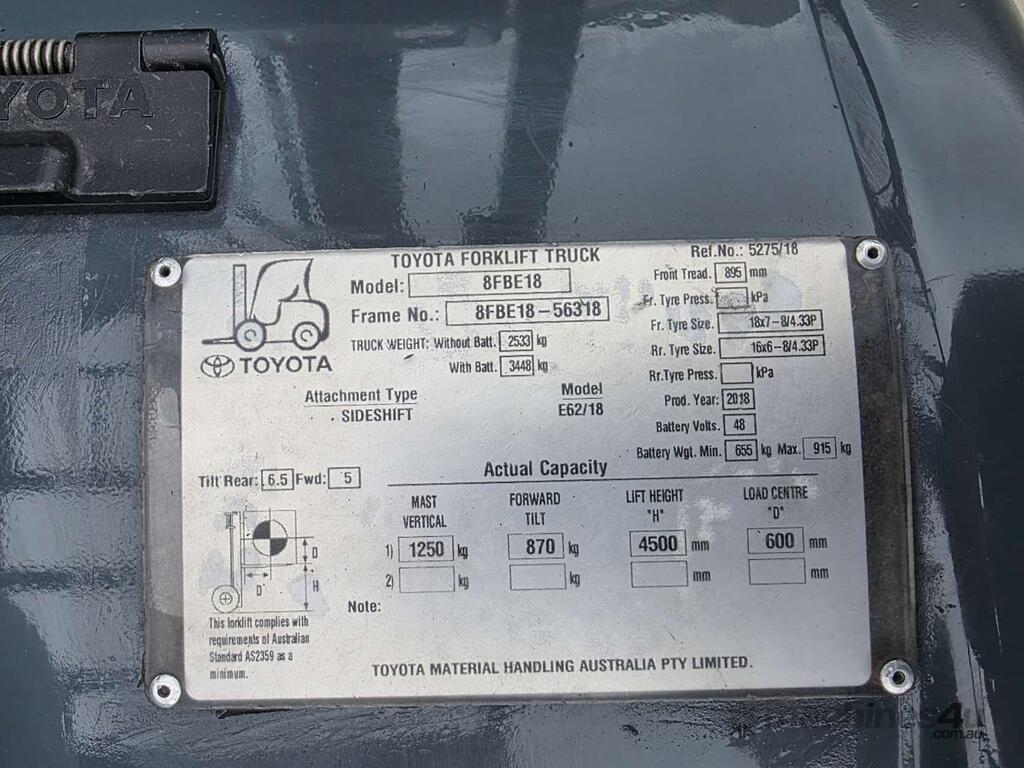 TOYOTA
TOYOTA FORKLIFT TRUCK
Ref.No.: 5275/18
Model: 8FBE18
Frame No.: 8FBE18-56318
TRUCK WEIGHT: Without Batt. 2533 kg
With Batt. 3448 kg
TOYOTA
Attachment Type
SIDESHIFT
Model
E62/18
Front Tread. 895 mm
Fr. Tyre Press. kPa
Fr. Tyre Size. 18x7-8/4.33P
Rr. Tyre Size. 16x6-8/4.33P
Rr. Tyre Press. kPa
Prod. Year: 2018
Battery Volts. 48
Battery Wgt. Min. 655 kg Max. 915 kg
Tilt Rear: 6.5 Fwd: 5
Actual Capacity
MAST VERTICAL
FORWARD TILT
LIFT HEIGHT "H"
LOAD CENTRE "D"
1) 1250 kg 870 kg 4500 mm 600 mm
2) kg kg mm mm
D
D
H
Note:
This forklift complies with
requirements of Australian
Standard AS2359 as a
minimum.
TOYOTA MATERIAL HANDLING AUSTRALIA PTY LIMITED.
.com.au